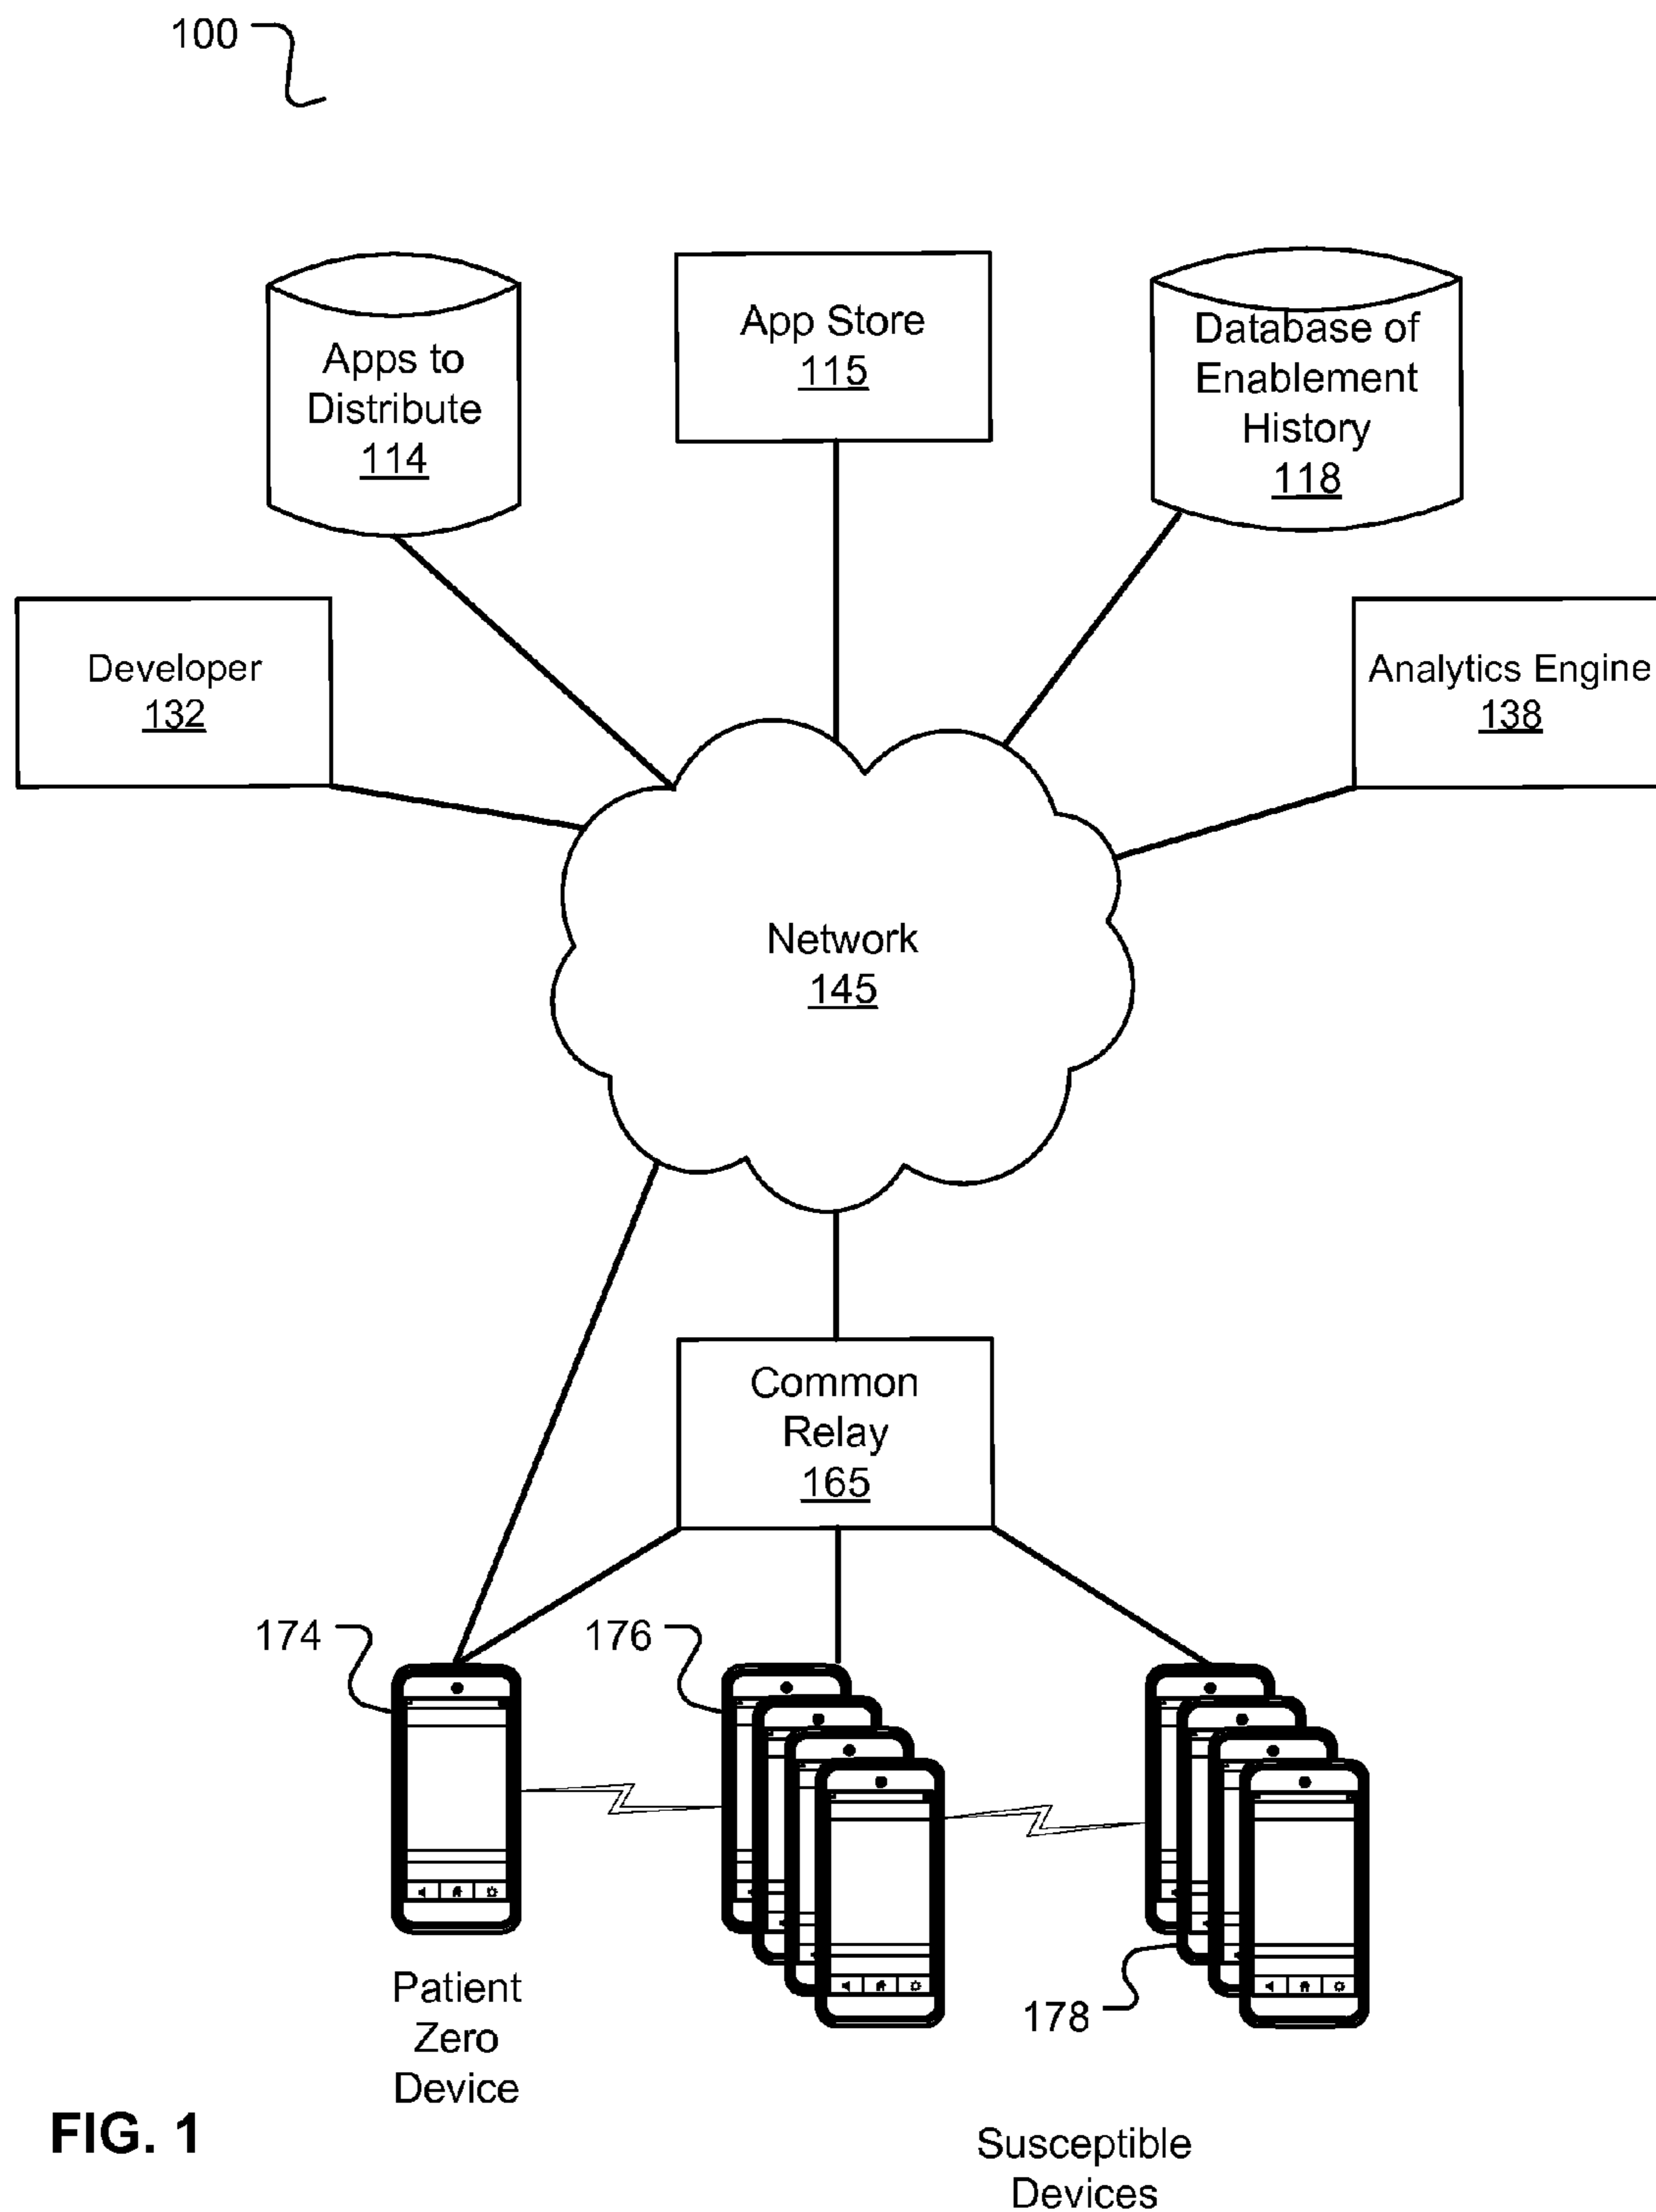 100
App Store
115
Database of
Enablement
History
118
Apps to
Distribute
114
Developer
132
Analytics Engine
138
Network
145
Common
Relay
165
174
176
178
Patient
Zero
Device
Susceptible
Devices
FIG. 1